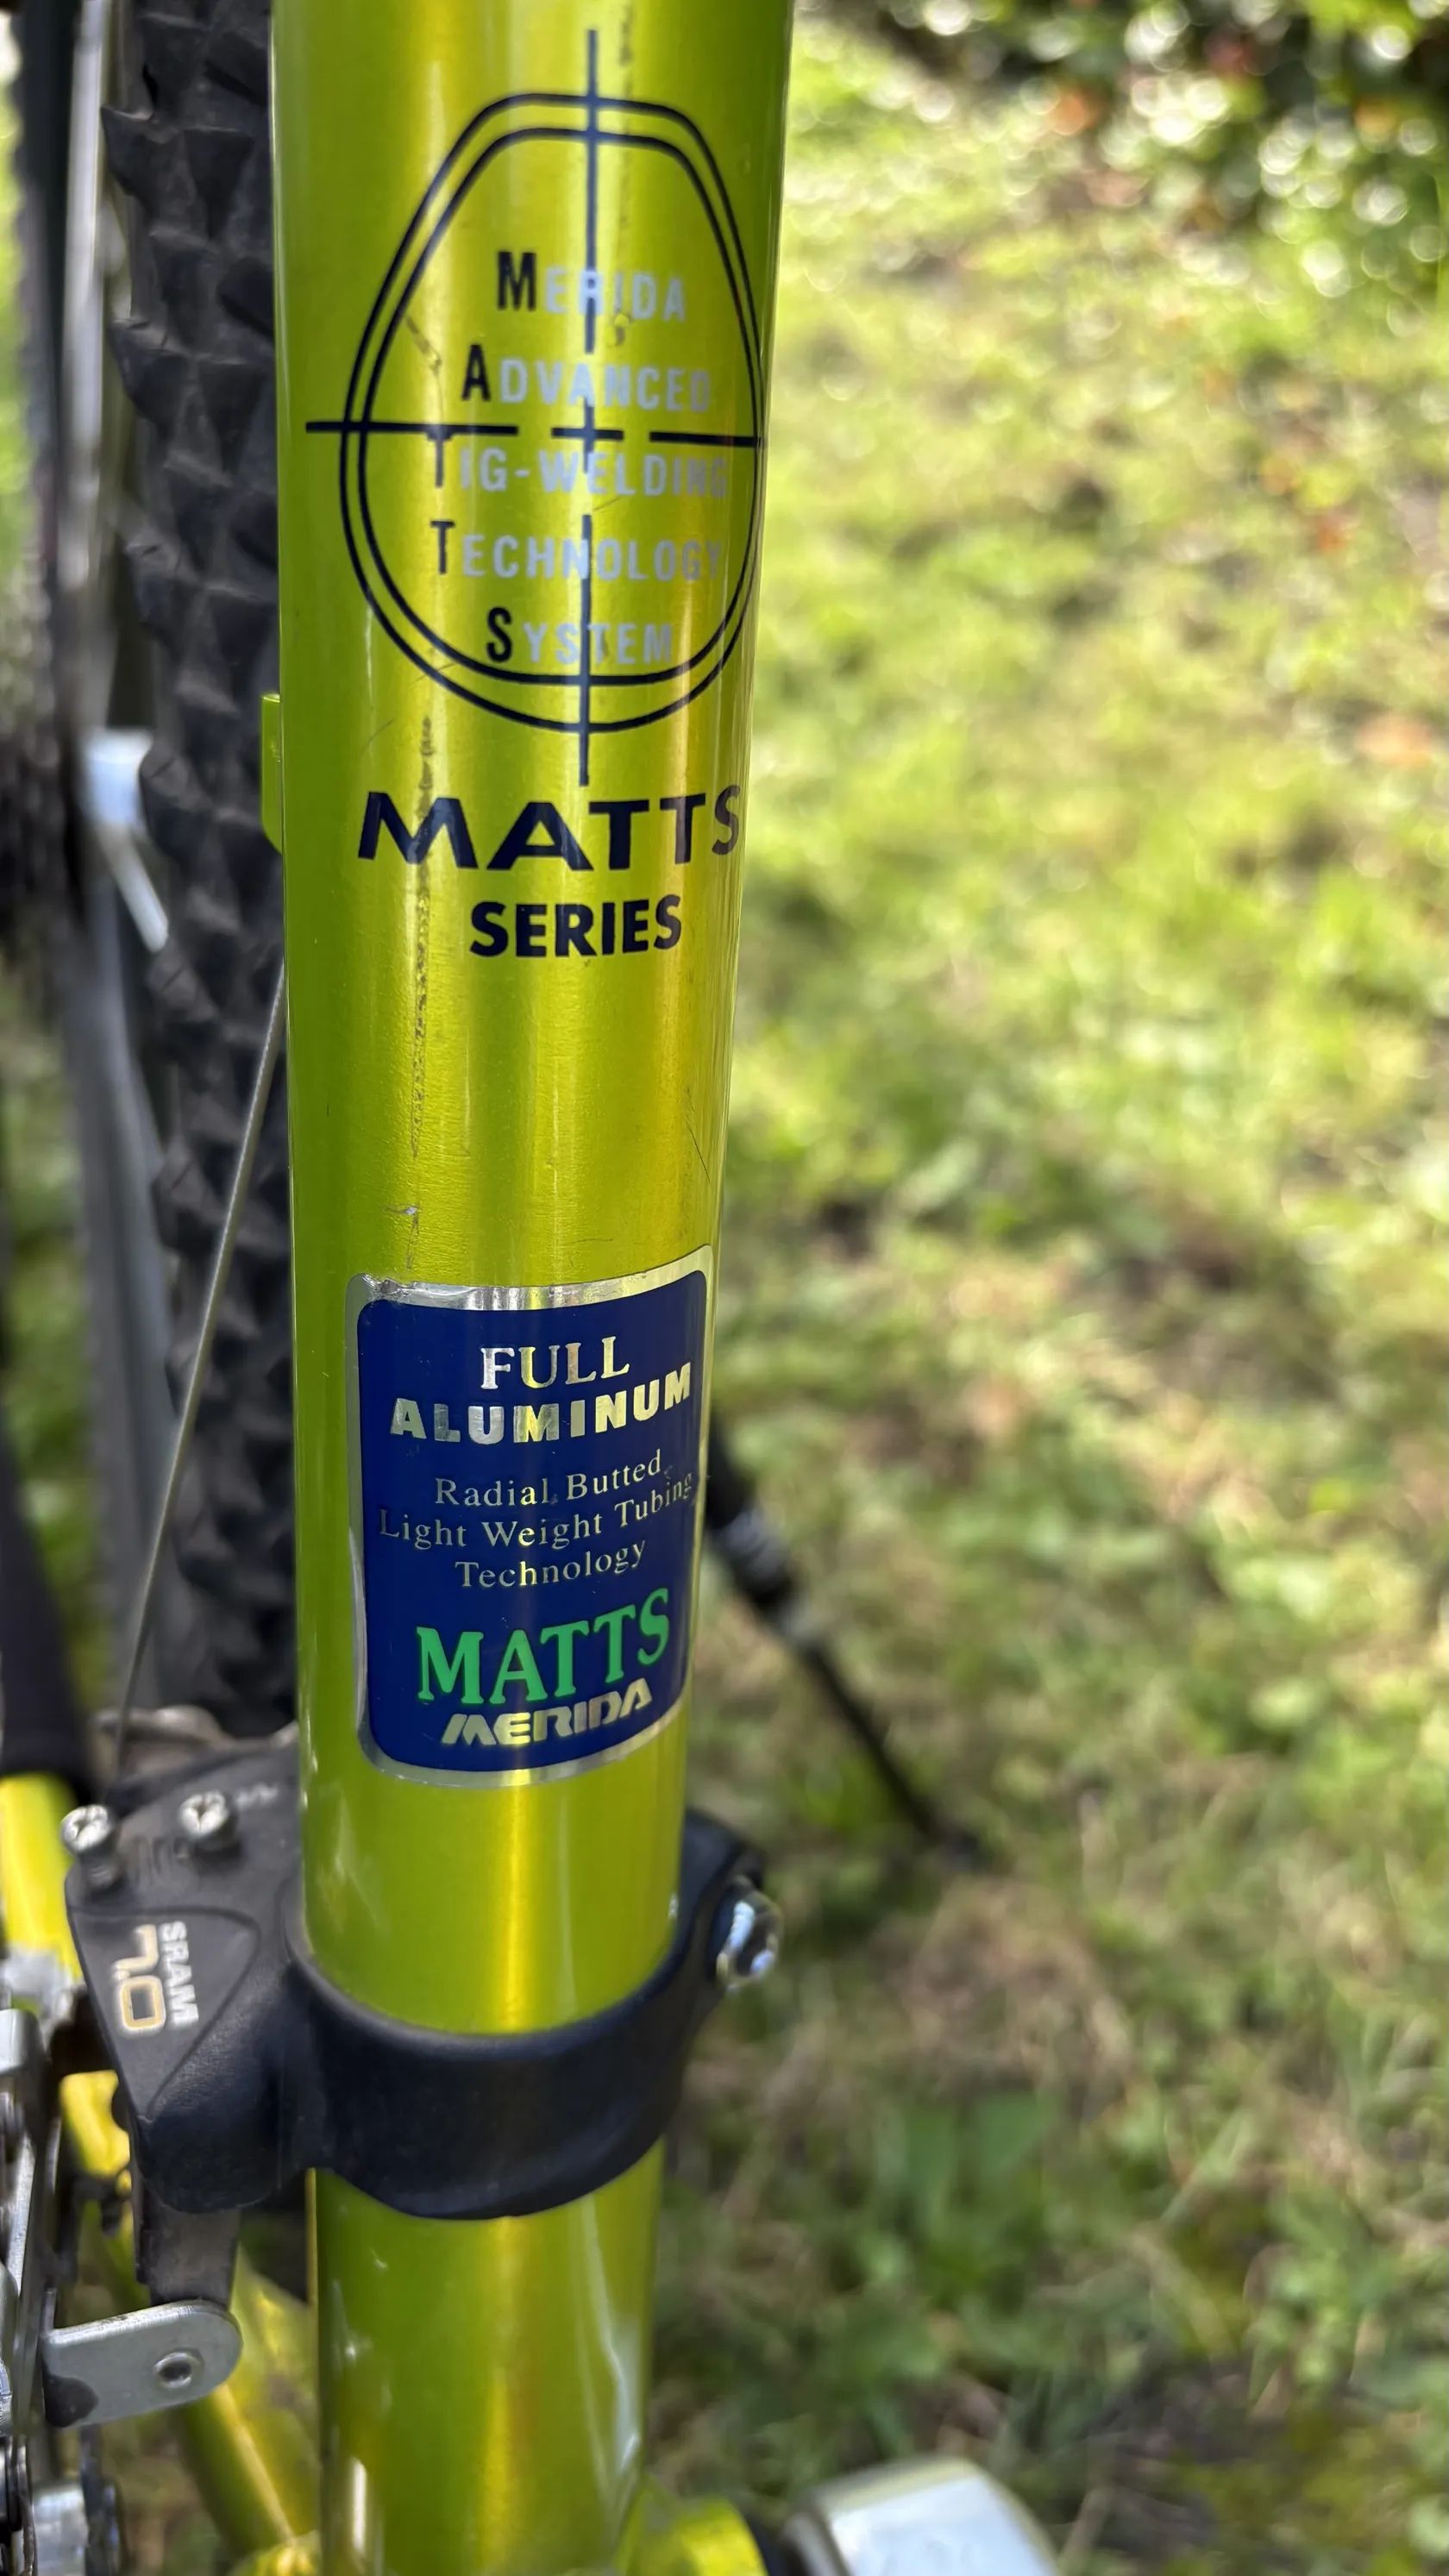 MERIDA
ADVANCED
TIG-WELDING
TECHNOLOGY
SYSTEM
MATTS
SERIES
FULL
ALUMINUM
Radial Butted
Light Weight Tubing
Technology
MATTS
MERIDA
SRAM
7.0